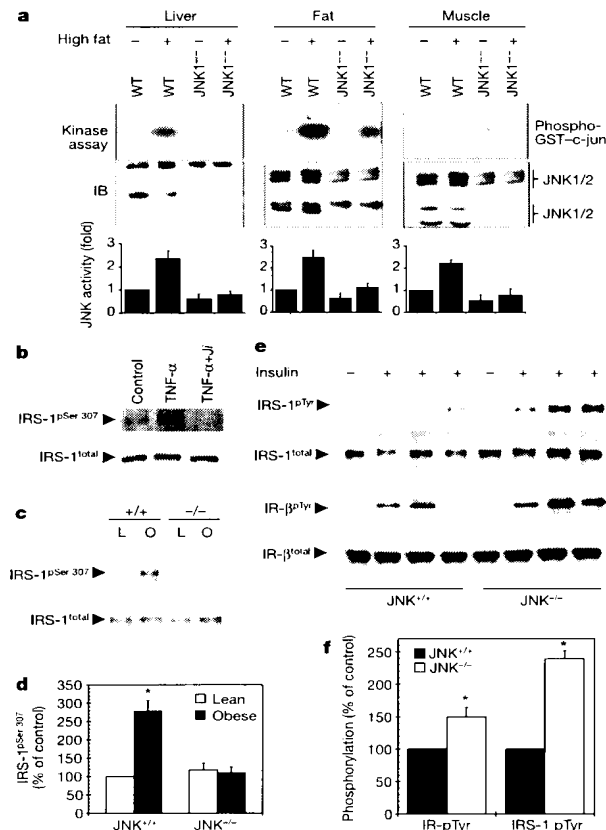 a
Liver Fat Muscle
High fat – + – + – + – + – + – +
WT WT JNK1–/– JNK1–/– WT WT JNK1–/– JNK1–/– WT WT JNK1–/– JNK1–/–
Kinase assay
Phospho-GST–c-jun
IB
JNK1/2
JNK1/2
JNK activity (fold)
3
2
1
0
3
2
1
0
3
2
1
0
b
Control TNF-α TNF-α+Ji
IRS-1pSer 307
IRS-1total
c
+/+ –/–
L O L O
IRS-1pSer 307
IRS-1total
d
IRS-1pSer 307 (% of control)
350
300
250
200
150
100
50
0
*
Lean
Obese
JNK+/+ JNK–/–
e
Insulin – + + + – + + +
IRS-1pTyr
IRS-1total
IR-βpTyr
IR-βtotal
JNK+/+ JNK–/–
f
Phosphorylation (% of control)
250
200
150
100
50
0
JNK+/+
JNK–/–
*
*
IR-pTyr IRS-1 pTyr